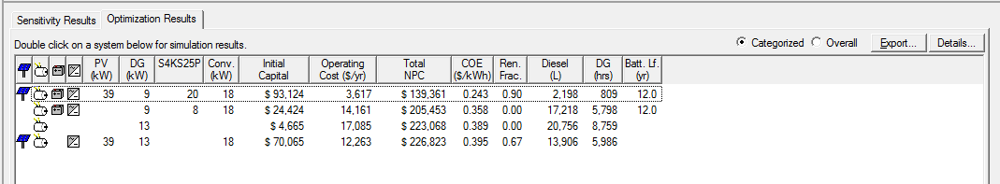 Sensitivity Results Optimization Results
Double click on a system below for simulation results. Categorized Overall Export... Details...
PV (kW) DG (kW) S4KS25P Conv. (kW) Initial Capital Operating Cost ($/yr) Total NPC COE ($/kWh) Ren. Frac. Diesel (L) DG (hrs) Batt. Lf. (yr)
39 9 20 18 $ 93,124 3,617 $ 139,361 0.243 0.90 2,198 809 12.0
9 8 18 $ 24,424 14,161 $ 205,453 0.358 0.00 17,218 5,798 12.0
13 $ 4,665 17,085 $ 223,068 0.389 0.00 20,756 8,759
39 13 18 $ 70,065 12,263 $ 226,823 0.395 0.67 13,906 5,986